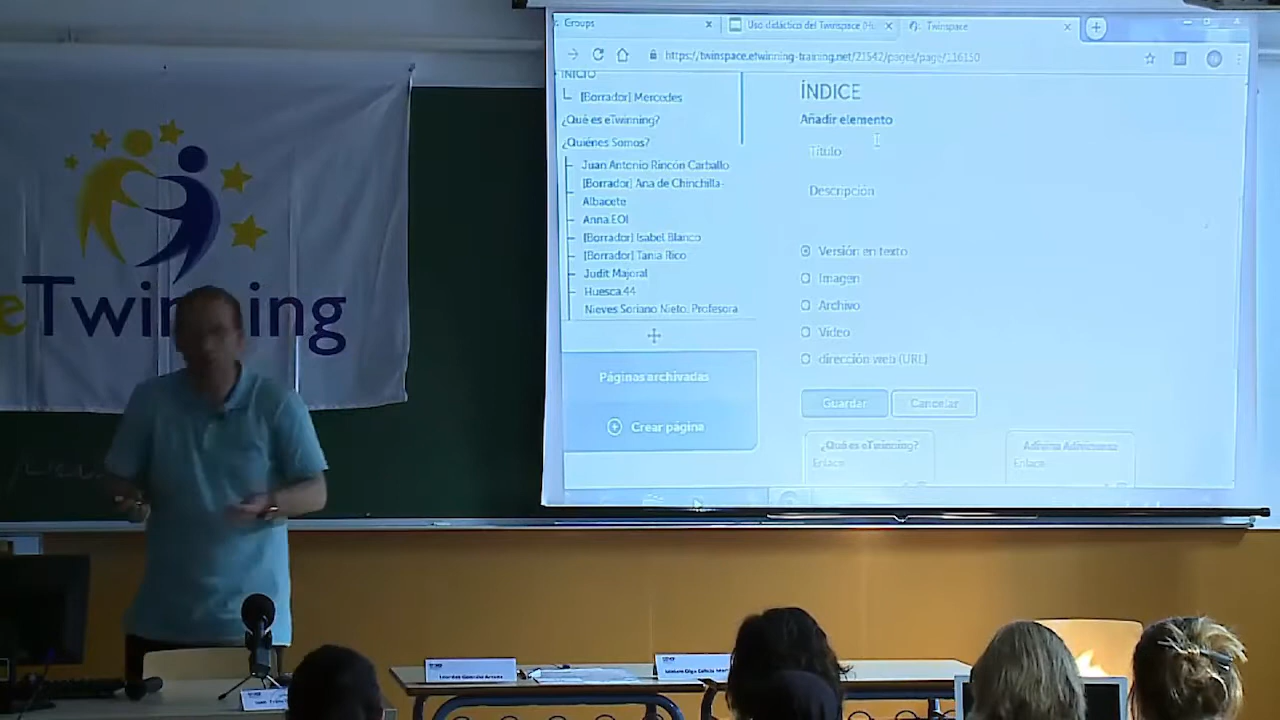 eTwinning
Groups
Uso didáctico del Twinspace (H
Twinspace
https://twinspace.etwinning-training.net/21542/pages/page/116150
INICIO
[Borrador] Mercedes
¿Qué es eTwinning?
¿Quiénes Somos?
Juan Antonio Rincón Carballo
[Borrador] Ana de Chinchilla-
Albacete
Anna.EOI
[Borrador] Isabel Blanco
[Borrador] Tania Rico
Judit Majoral
Huesca.44
Nieves Soriano Nieto. Profesora
Páginas archivadas
Crear página
ÍNDICE
Añadir elemento
Título
Descripción
Versión en texto
Imagen
Archivo
Vídeo
dirección web (URL)
Guardar
Cancelar
¿Qué es eTwinning?
Enlace
Adivina Adivinanza
Enlace